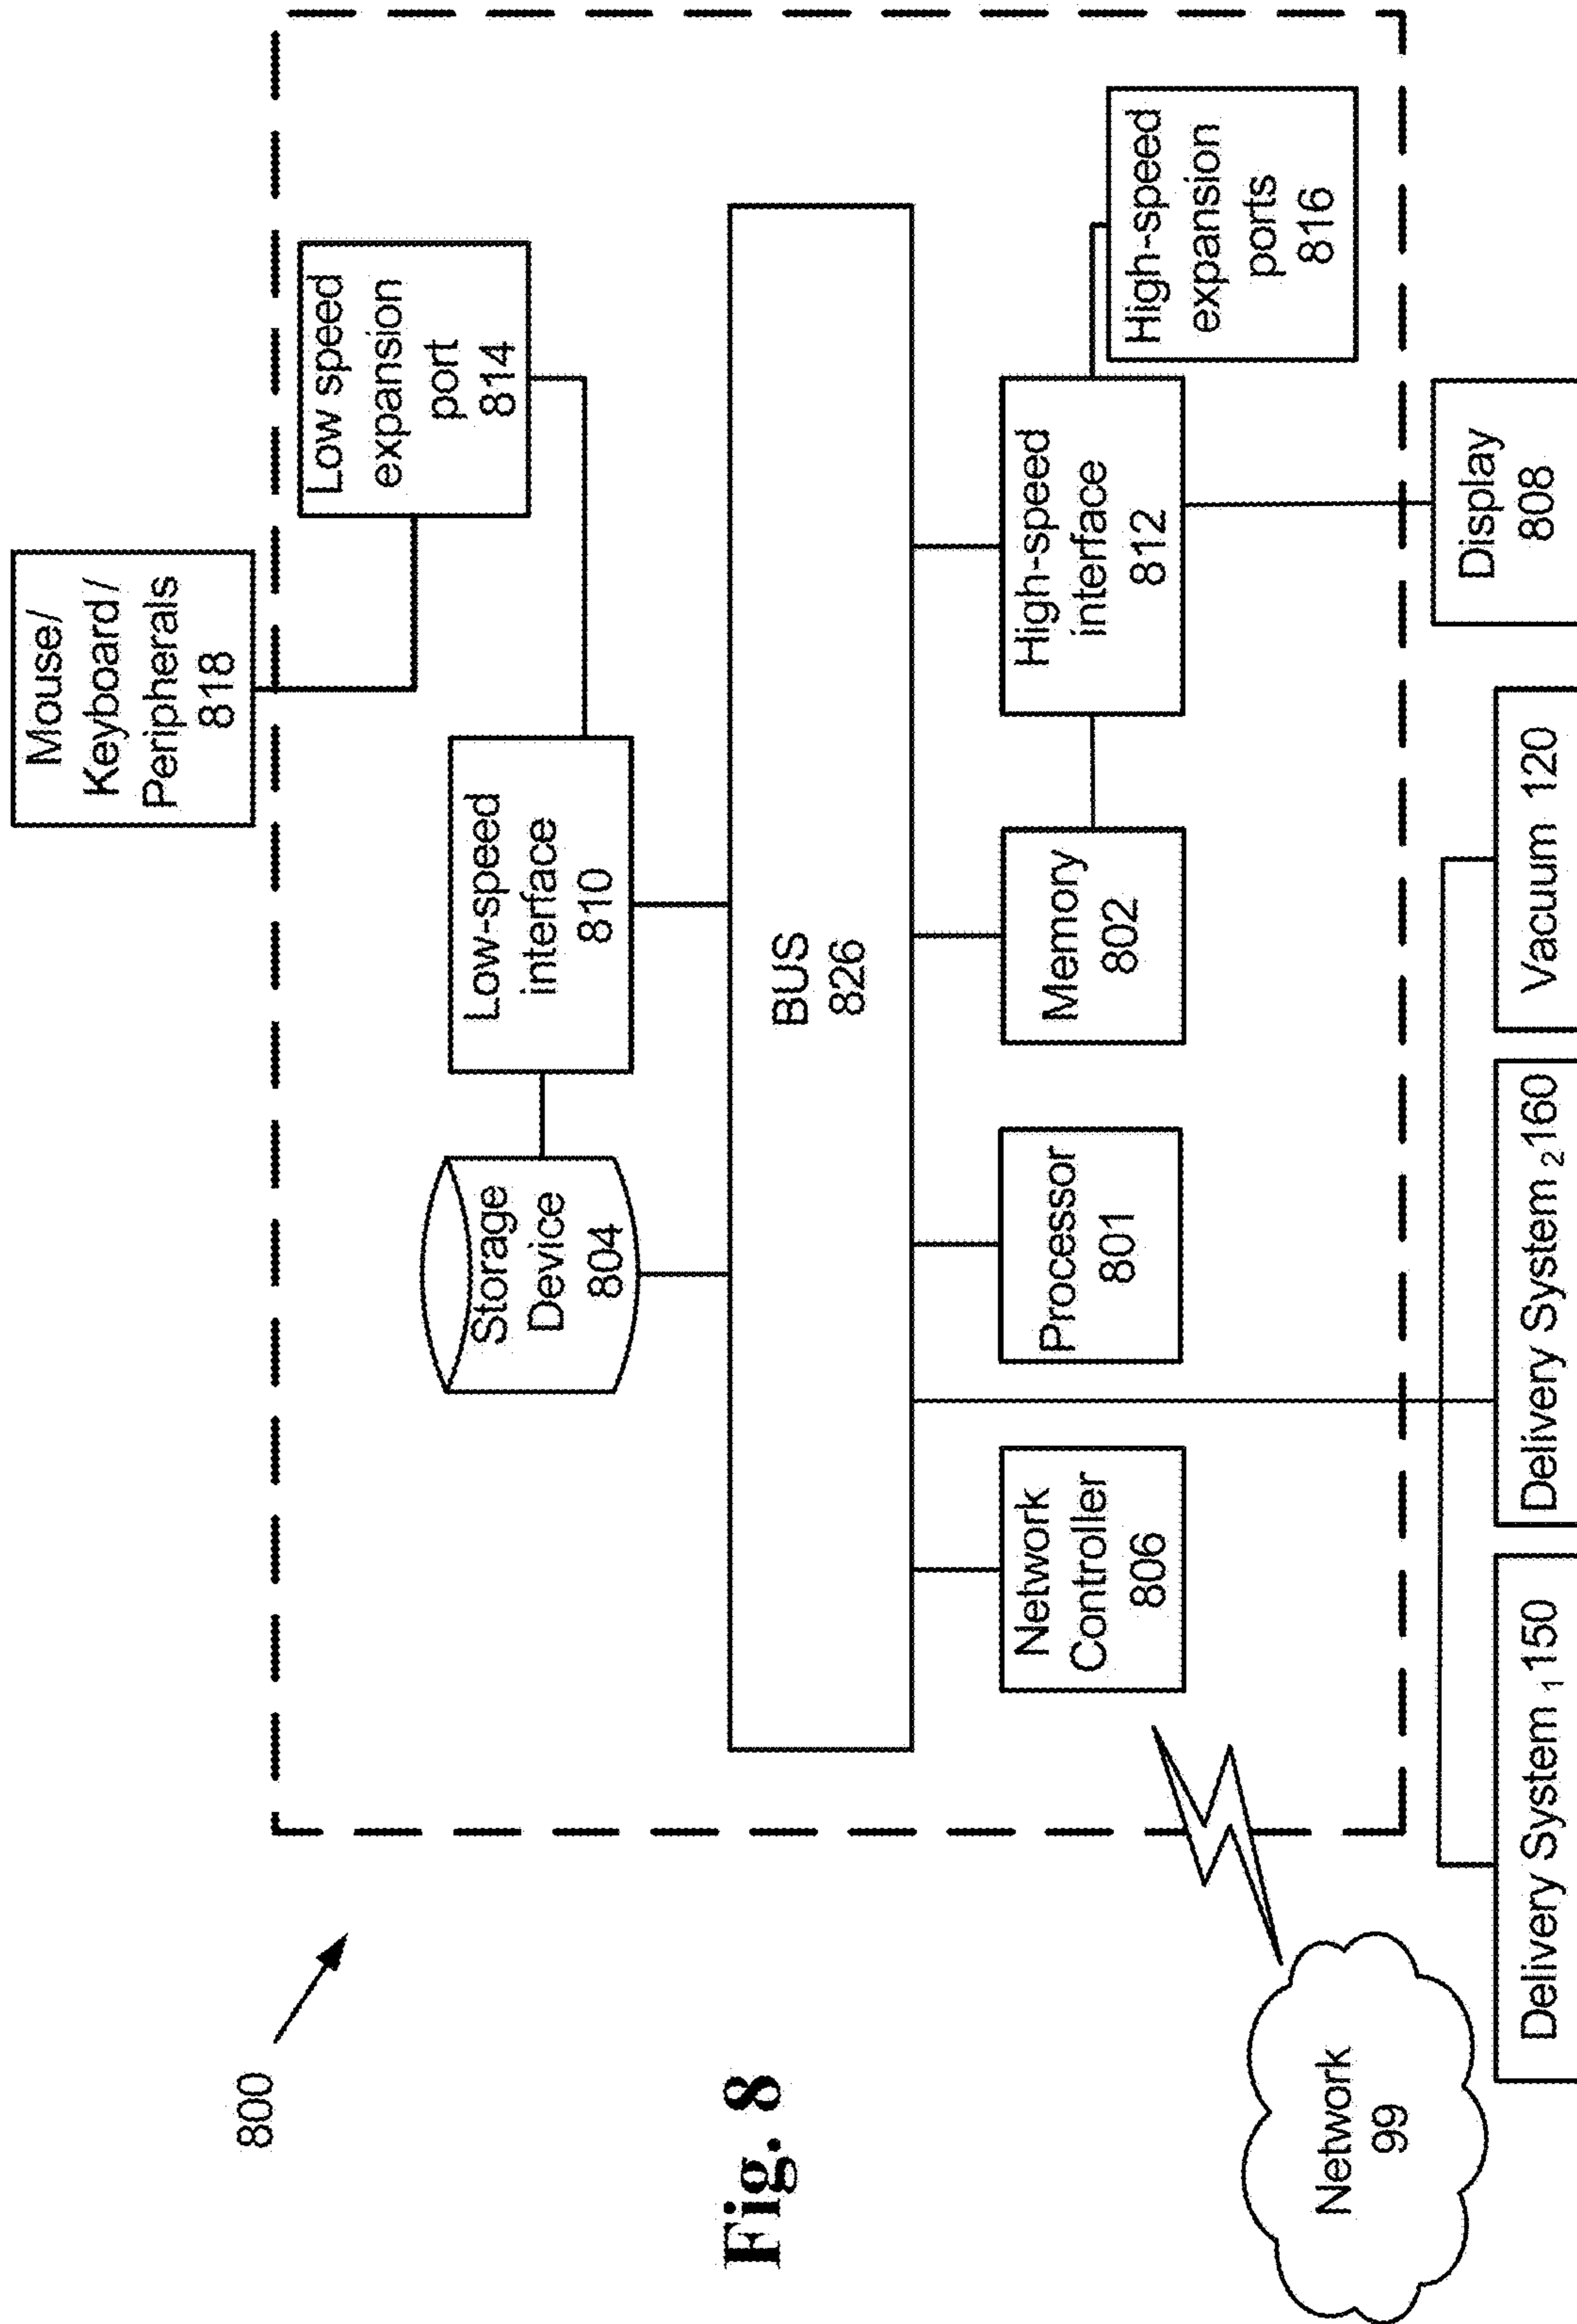 800
Mouse/
Keyboard/
Peripherals
818
Low speed
expansion
port
814
Low-speed
interface
810
Storage
Device
804
BUS
826
Network
Controller
806
Processor
801
Memory
802
High-speed
interface
812
High-speed
expansion
ports
816
Network
99
Delivery System 1 150
Delivery System 2 160
Vacuum 120
Display
808
Fig. 8